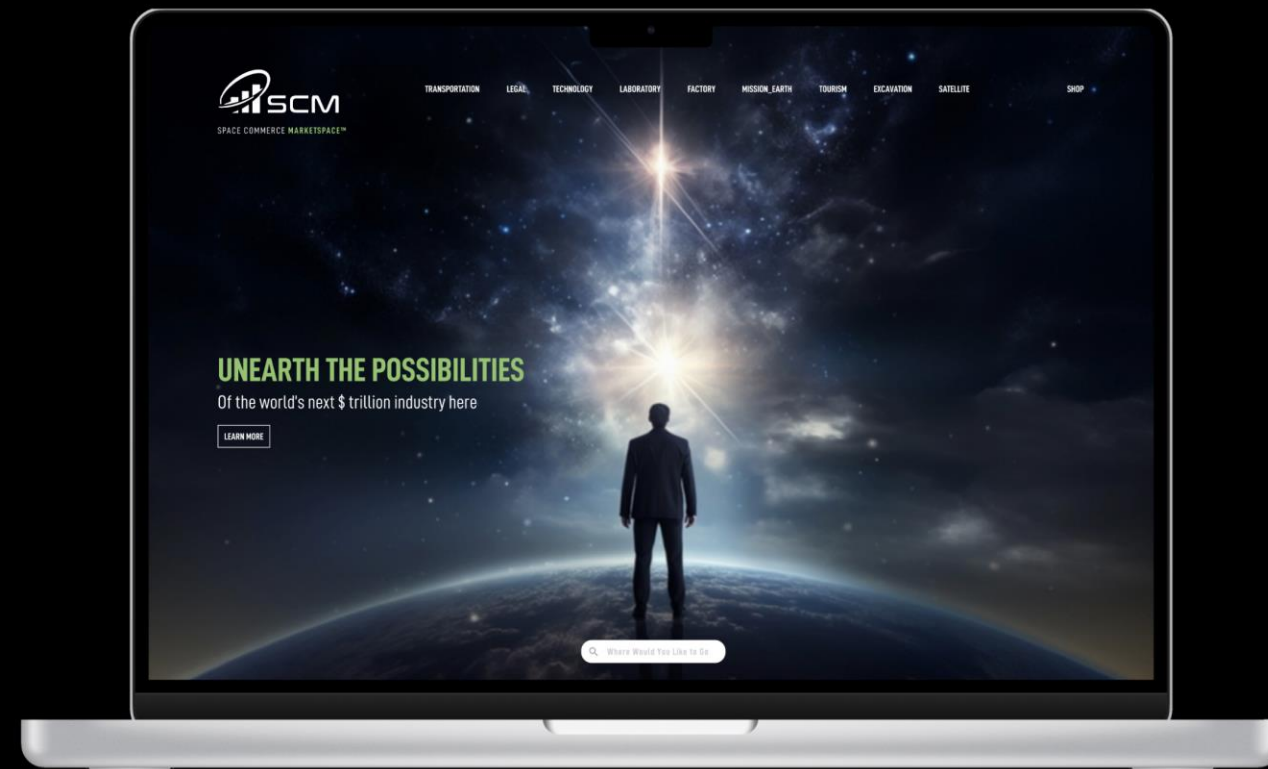 SCM
SPACE COMMERCE MARKETSPACE™
TRANSPORTATION LEGAL TECHNOLOGY LABORATORY FACTORY MISSION_EARTH TOURISM EXCAVATION SATELLITE SHOP
UNEARTH THE POSSIBILITIES
Of the world's next $ trillion industry here
LEARN MORE
Where Would You Like to Go